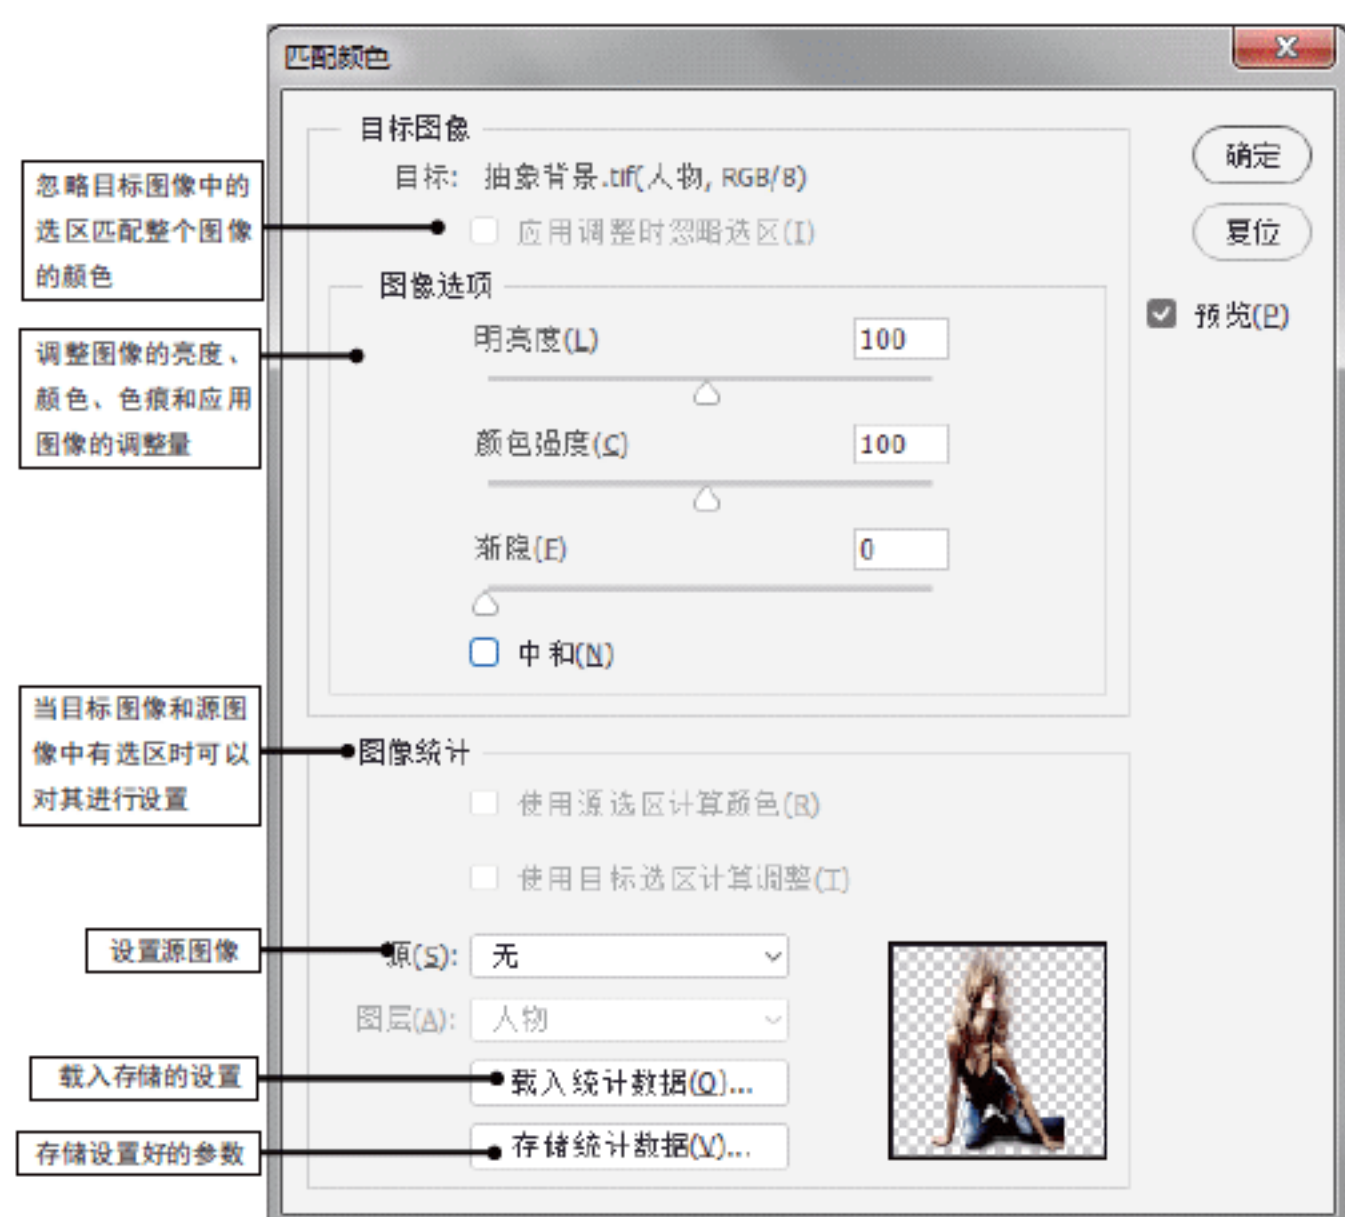 匹配颜色
目标图像
目标: 抽象背景.tif(人物, RGB/8)
应用调整时忽略选区(I)
确定
复位
预览(P)
图像选项
明亮度(L)
100
颜色强度(C)
100
渐隐(F)
0
中和(N)
图像统计
使用源选区计算颜色(R)
使用目标选区计算调整(T)
源(S): 无
图层(A): 人物
载入统计数据(O)...
存储统计数据(V)...
忽略目标图像中的
选区匹配整个图像
的颜色
调整图像的亮度、
颜色、色痕和应用
图像的调整量
当目标图像和源图
像中有选区时可以
对其进行设置
设置源图像
载入存储的设置
存储设置好的参数